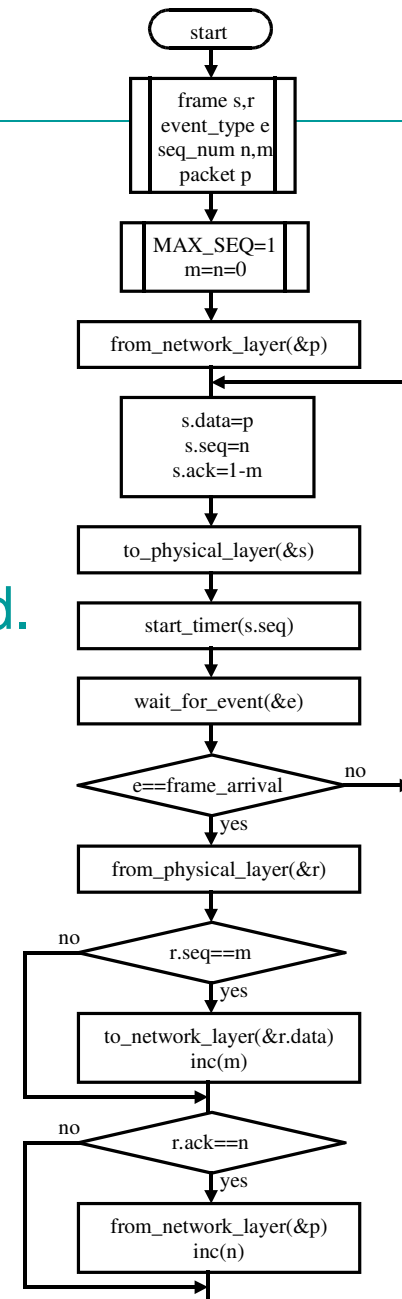 start
frame s,r
event_type e
seq_num n,m
packet p
MAX_SEQ=1
m=n=0
from_network_layer(&p)
s.data=p
s.seq=n
s.ack=1-m
to_physical_layer(&s)
d.
start_timer(s.seq)
wait_for_event(&e)
e==frame_arrival
no
yes
from_physical_layer(&r)
no
r.seq==m
yes
to_network_layer(&r.data)
inc(m)
no
r.ack==n
yes
from_network_layer(&p)
inc(n)